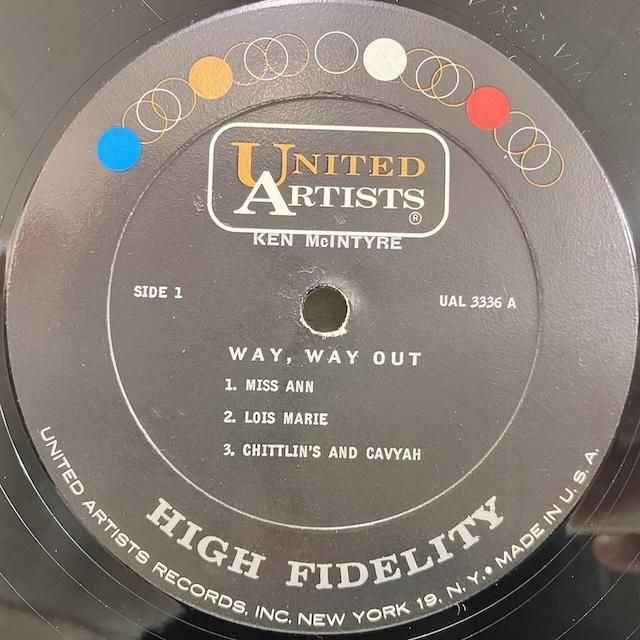 UNITED
ARTISTS ®
KEN McINTYRE
SIDE 1
UAL 3336 A
WAY, WAY OUT
1. MISS ANN
2. LOIS MARIE
3. CHITTLIN'S AND CAVYAH
HIGH FIDELITY
UNITED ARTISTS RECORDS, INC. NEW YORK 19, N. Y. • MADE IN U. S. A.